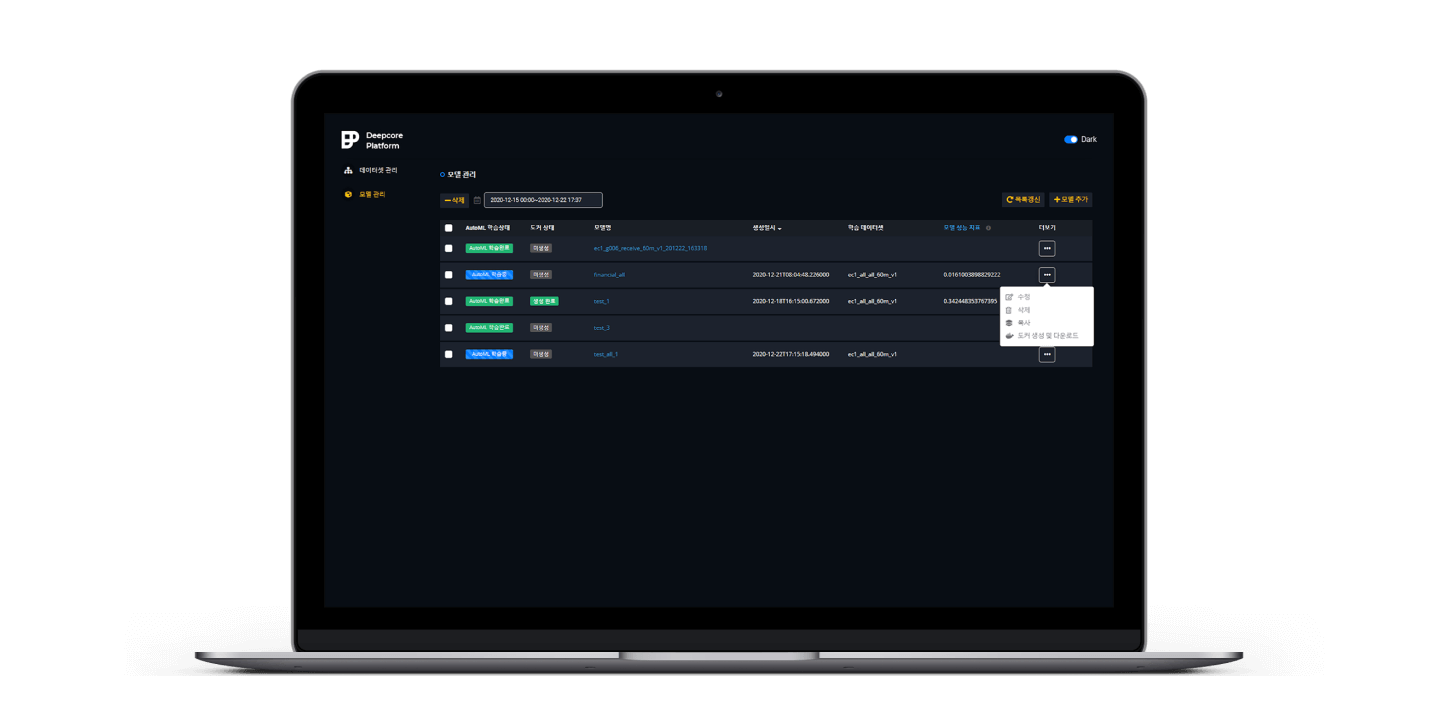 Deepcore
Platform
Dark
데이터셋 관리
모델 관리
모델 관리
삭제
2020-12-15 00:00~2020-12-22 17:37
목록갱신
모델 추가
AutoML 학습상태 도커 상태 모델명 생성일시 학습 데이터셋 모델 성능 지표 더보기
AutoML 학습완료 미생성 ec1_g006_receive_60m_v1_201222_163318
AutoML 학습중 미생성 financial_all 2020-12-21T08:04:48.226000 ec1_all_all_60m_v1 0.0161003898829222
AutoML 학습완료 생성 완료 test_1 2020-12-18T16:15:00.672000 ec1_all_all_60m_v1 0.342448353767395
AutoML 학습완료 미생성 test_3
AutoML 학습중 미생성 test_all_1 2020-12-22T17:15:18.494000 ec1_all_all_60m_v1
수정
삭제
복사
도커 생성 및 다운로드